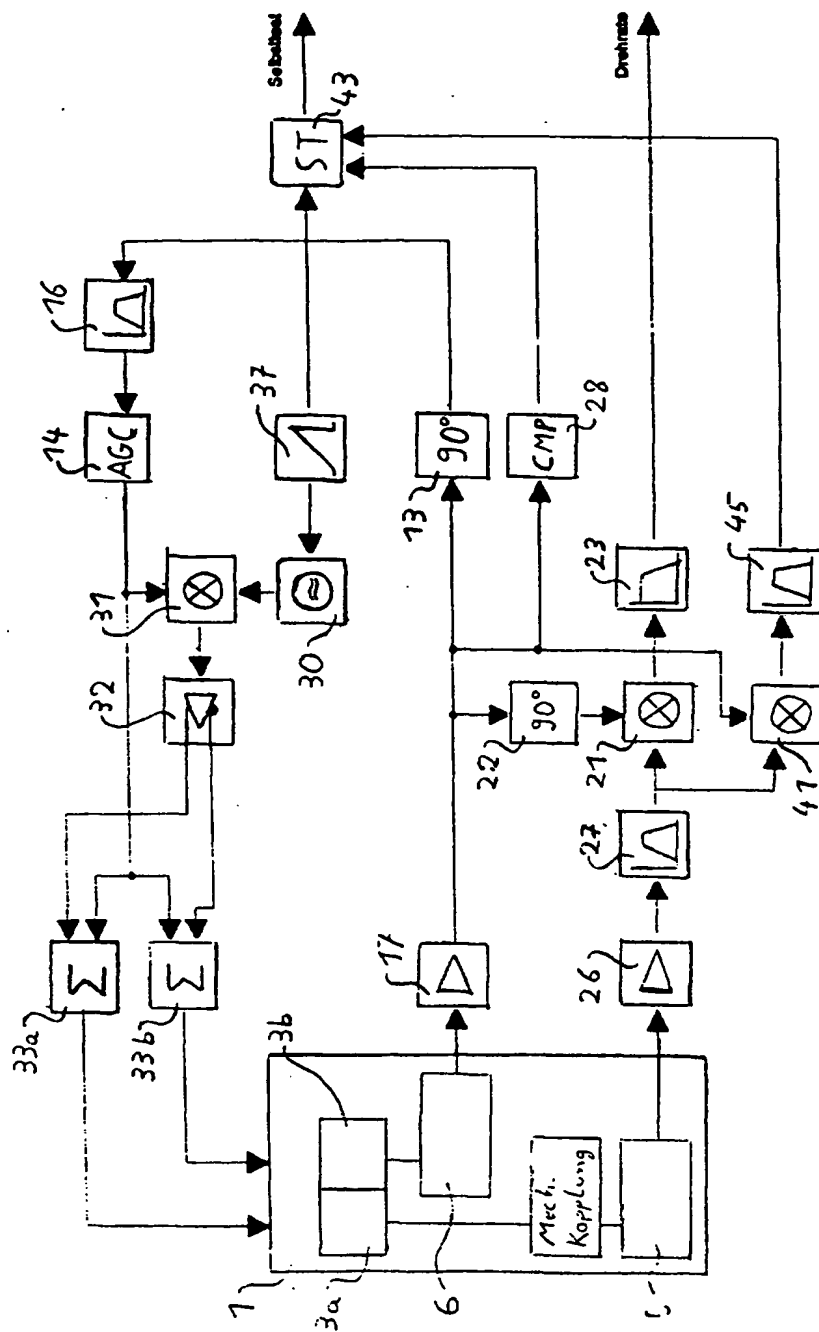 Selbsttest
43
ST
16
37
14
AGC
90°
13
CMP
28
45
23
31
30
32
90°
22
21
41
27
Σ
33a
Σ
33b
17
26
3b
Mech.
Kopplung
1
3a
6
Drehrate